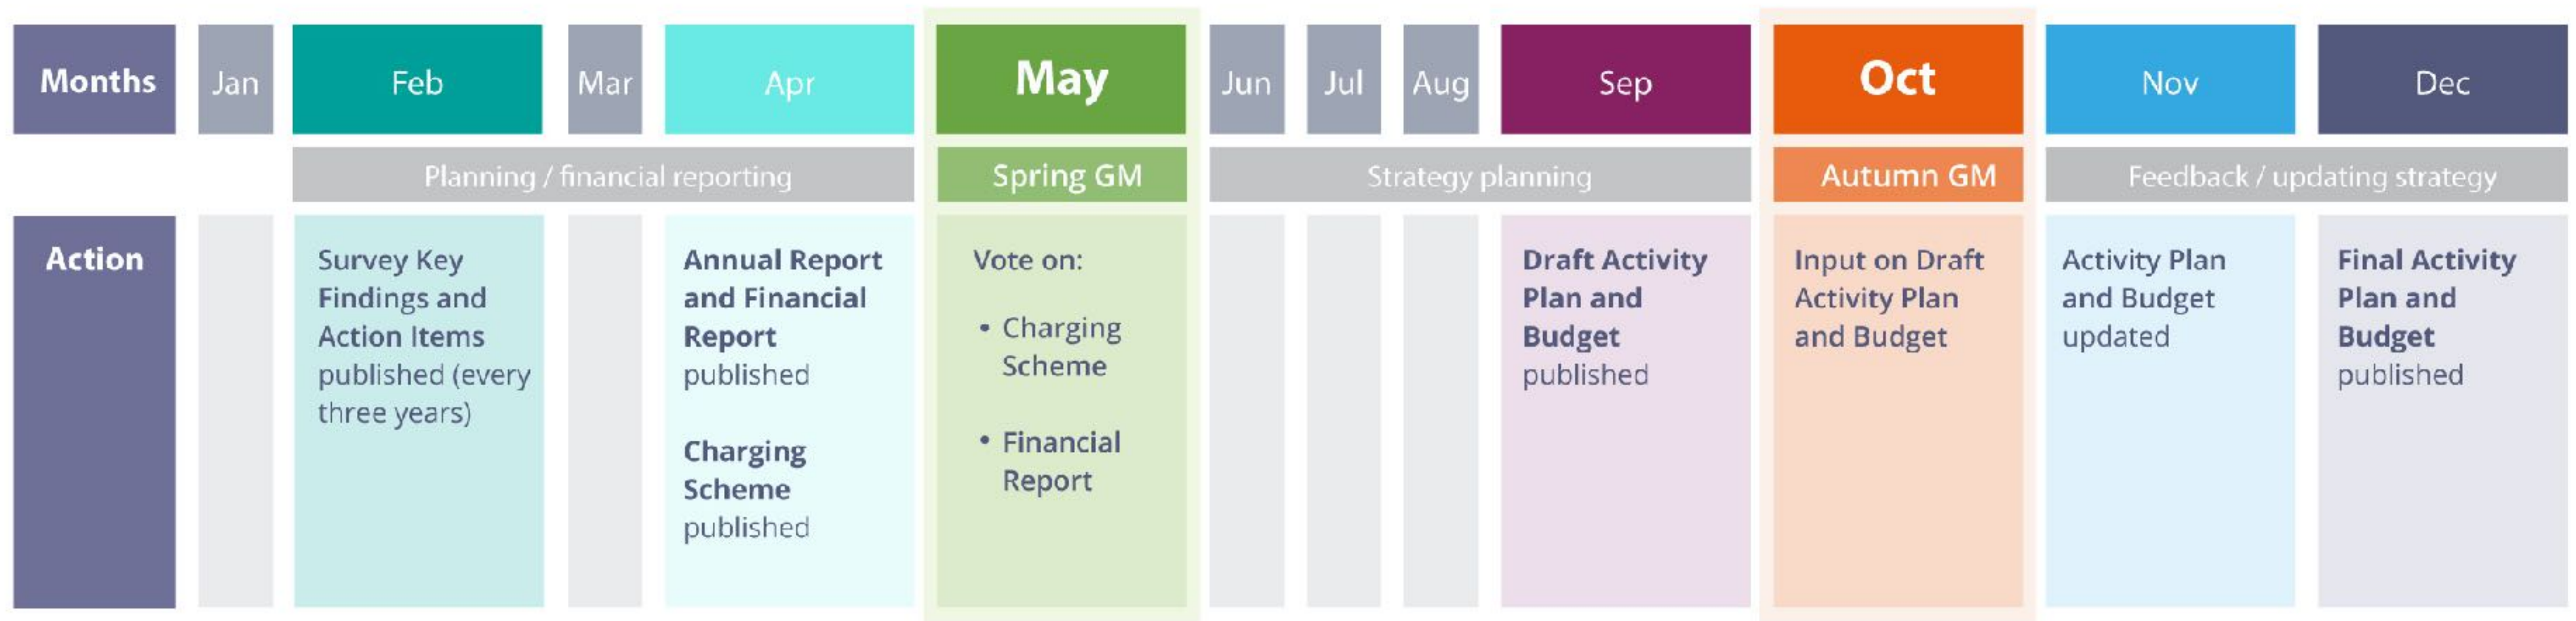 Months
Jan
Feb
Mar
Apr
May
Jun
Jul
Aug
Sep
Oct
Nov
Dec
Planning / financial reporting
Spring GM
Strategy planning
Autumn GM
Feedback / updating strategy
Action
Survey Key
Findings and
Action Items
published (every
three years)
Annual Report
and Financial
Report
published
Charging
Scheme
published
Vote on:
• Charging
Scheme
• Financial
Report
Draft Activity
Plan and
Budget
published
Input on Draft
Activity Plan
and Budget
Activity Plan
and Budget
updated
Final Activity
Plan and
Budget
published